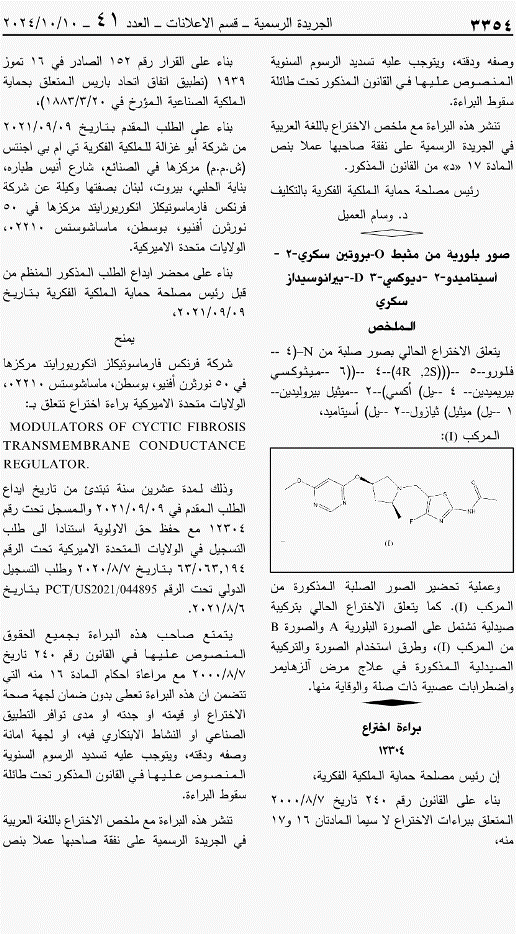 ٣٣٥٤
الجريدة الرسمية ــ قسم الاعلانات ــ العدد ٤١ ــ ٢٠٢٤/١٠/١٠
وصفه ودقته، ويتوجب عليه تسديد الرسوم السنوية
المنصوص عليها في القانون المذكور تحت طائلة
سقوط البراءة.
تنشر هذه البراءة مع ملخص الاختراع باللغة العربية
في الجريدة الرسمية على نفقة صاحبها عملا بنص
المادة ١٧ «د» من القانون المذكور.
رئيس مصلحة حماية الملكية الفكرية بالتكليف
د. وسام العميل
صور بلورية من مثبط O-بروتين سكري-٢ -
أسيتاميدو-٢ -ديوكسي-٣ D--بيرانوسيداز
سكري
الملخص
يتعلق الاختراع الحالي بصور صلبة من N–(٤ --
فلورو--٥ --(((4R ,2S)--٤ --((٦ --ميثوكسي
بيريميدين-- ٤ --يل) أكسي)--٢ --ميثيل بيروليدين--
١ --يل) ميثيل) ثيازول--٢ --يل) أسيتاميد،
المركب (I):
O
N
N
O
N
S
N
F
NH
O
(I)
وعملية تحضير الصور الصلبة المذكورة من
المركب (I). كما يتعلق الاختراع الحالي بتركيبة
صيدلية تشتمل على الصورة البلورية A والصورة B
من المركب (I)، وطرق استخدام الصورة والتركيبة
الصيدلية المذكورة في علاج مرض ألزهايمر
واضطرابات عصبية ذات صلة والوقاية منها.
براءة اختراع
١٢٣٠٤
إن رئيس مصلحة حماية الملكية الفكرية،
بناء على القانون رقم ٢٤٠ تاريخ ٢٠٠٠/٨/٧
المتعلق ببراءات الاختراع لا سيما المادتان ١٦ و١٧
منه،
بناء على القرار رقم ١٥٢ الصادر في ١٦ تموز
١٩٣٩ (تطبيق اتفاق اتحاد باريس المتعلق بحماية
الملكية الصناعية المؤرخ في ١٨٨٣/٣/٢٠)،
بناء على الطلب المقدم بتاريخ ٢٠٢١/٠٩/٠٩
من شركة أبو غزالة للملكية الفكرية تي ام بي اجنتس
(ش.م.م) مركزها في الصنائع، شارع أنيس طباره،
بناية الحلبي، بيروت، لبنان بصفتها وكيلة عن شركة
فرنكس فارماسوتيكلز انكوربورايتد مركزها في ٥٠
نورثرن أفنيو، بوسطن، ماساشوستس ٠٢٢١٠،
الولايات متحدة الاميركية.
بناء على محضر ايداع الطلب المذكور المنظم من
قبل رئيس مصلحة حماية الملكية الفكرية بتاريخ
٢٠٢١/٠٩/٠٩،
يمنح
شركة فرنكس فارماسوتيكلز انكوربورايتد مركزها
في ٥٠ نورثرن أفنيو، بوسطن، ماساشوستس ٠٢٢١٠،
الولايات متحدة الاميركية براءة اختراع تتعلق بـ:
MODULATORS OF CYCTIC FIBROSIS
TRANSMEMBRANE CONDUCTANCE
REGULATOR.
وذلك لمدة عشرين سنة تبتدئ من تاريخ ايداع
الطلب المقدم في ٢٠٢١/٠٩/٠٩ والمسجل تحت رقم
١٢٣٠٤ مع حفظ حق الاولوية استنادا الى طلب
التسجيل في الولايات المتحدة الاميركية تحت الرقم
٦٣/٠٦٣,١٩٤ بتاريخ ٢٠٢٠/٨/٧ وطلب التسجيل
الدولي تحت الرقم PCT/US2021/044895 بتاريخ
٢٠٢١/٨/٦.
يتمتع صاحب هذه البراءة بجميع الحقوق
المنصوص عليها في القانون رقم ٢٤٠ تاريخ
٢٠٠٠/٨/٧ مع مراعاة احكام المادة ١٦ منه التي
تتضمن ان هذه البراءة تعطى بدون ضمان لجهة صحة
الاختراع او قيمته او جدته او مدى توافر التطبيق
الصناعي او النشاط الابتكاري فيه، او لجهة امانة
وصفه ودقته، ويتوجب عليه تسديد الرسوم السنوية
المنصوص عليها في القانون المذكور تحت طائلة
سقوط البراءة.
تنشر هذه البراءة مع ملخص الاختراع باللغة العربية
في الجريدة الرسمية على نفقة صاحبها عملا بنص